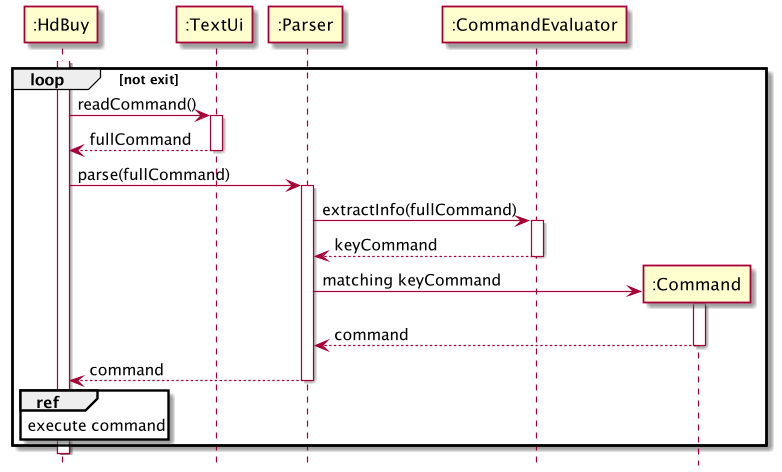 :HdBuy :TextUi :Parser :CommandEvaluator
loop [not exit]
readCommand()
fullCommand
parse(fullCommand)
extractInfo(fullCommand)
keyCommand
matching keyCommand
:Command
command
command
ref
execute command